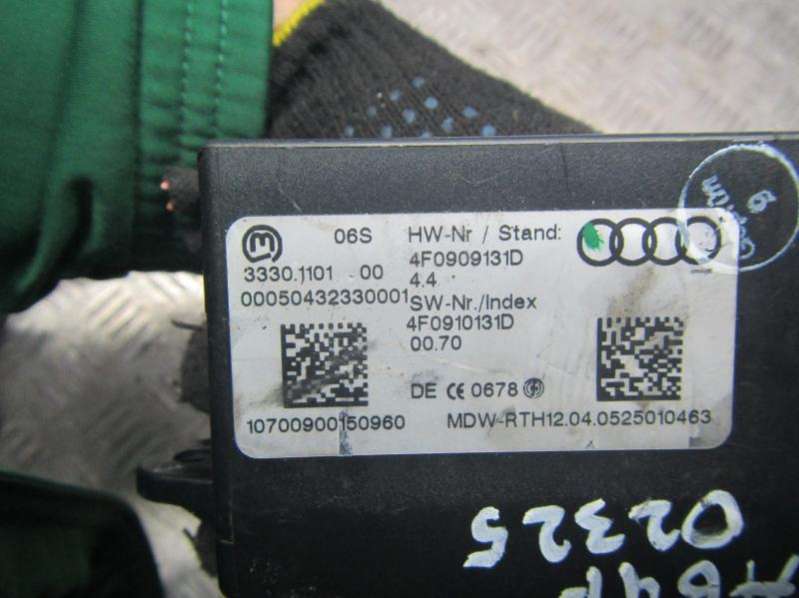 06S
3330.1101 00
00050432330001
HW-Nr / Stand:
4F0909131D
4.4
SW-Nr./Index
4F0910131D
00.70
DE CE 0678
10700900150960
MDW-RTH12.04.0525010463
02325